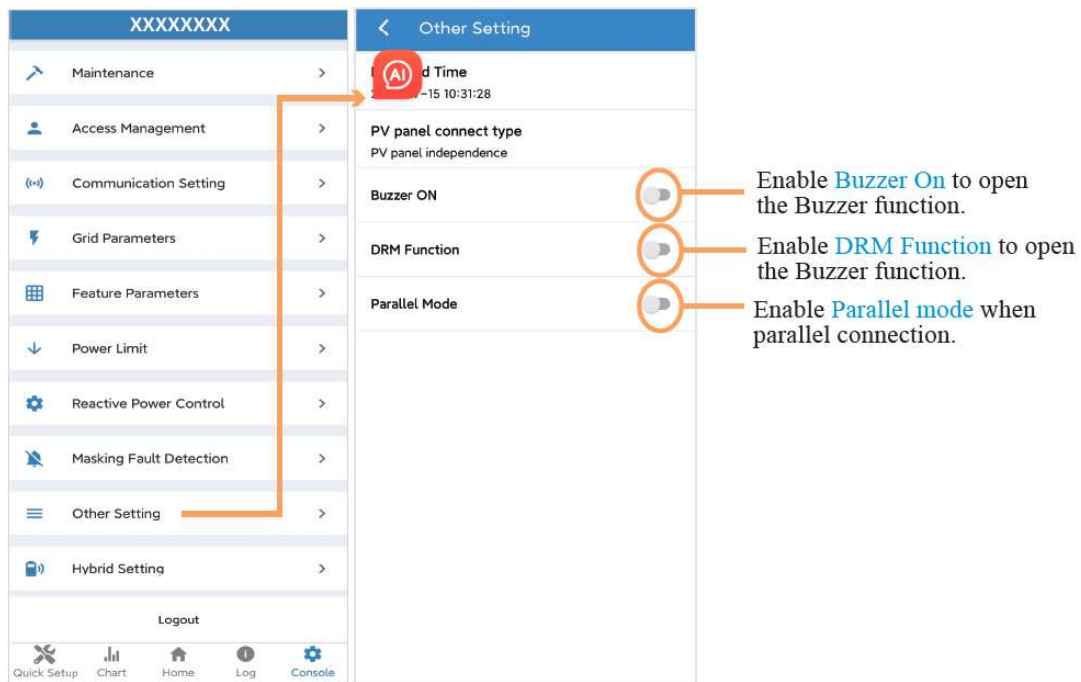 XXXXXXXX
Maintenance
Access Management
Communication Setting
Grid Parameters
Feature Parameters
Power Limit
Reactive Power Control
Masking Fault Detection
Other Setting
Hybrid Setting
Logout
Quick Setup
Chart
Home
Log
Console
Other Setting
AI
Time
-15 10:31:28
PV panel connect type
PV panel independence
Buzzer ON
DRM Function
Parallel Mode
Enable Buzzer On to open
the Buzzer function.
Enable DRM Function to open
the Buzzer function.
Enable Parallel mode when
parallel connection.